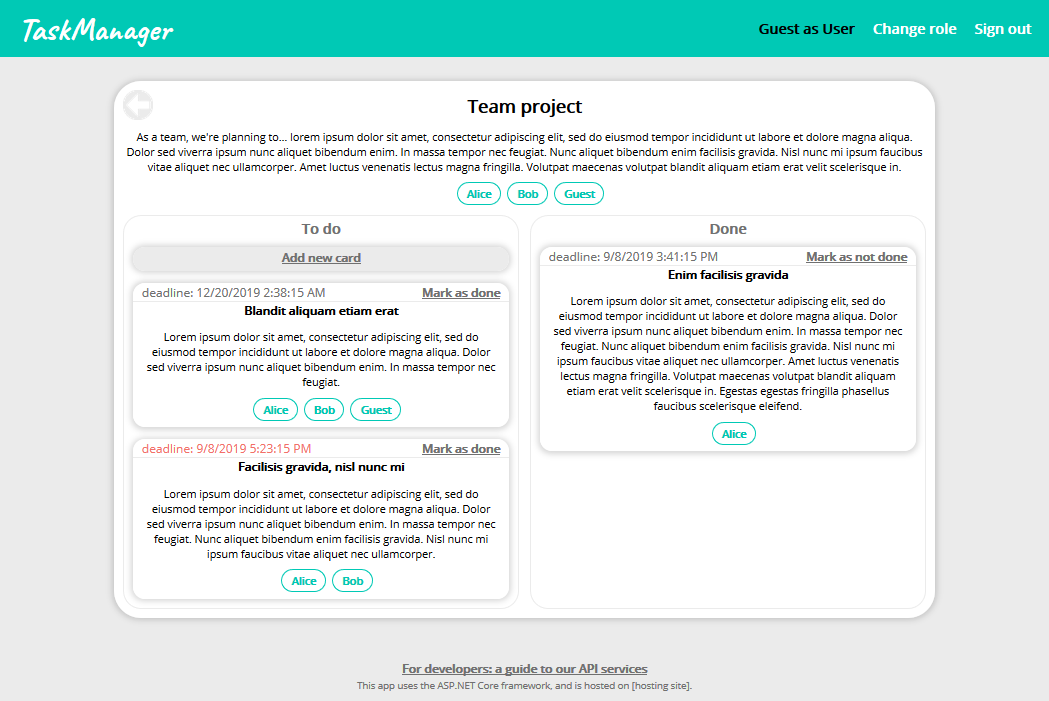 TaskManager
Guest as User
Change role
Sign out
Team project
As a team, we're planning to... lorem ipsum dolor sit amet, consectetur adipiscing elit, sed do eiusmod tempor incididunt ut labore et dolore magna aliqua.
Dolor sed viverra ipsum nunc aliquet bibendum enim. In massa tempor nec feugiat. Nunc aliquet bibendum enim facilisis gravida. Nisl nunc mi ipsum faucibus
vitae aliquet nec ullamcorper. Amet luctus venenatis lectus magna fringilla. Volutpat maecenas volutpat blandit aliquam etiam erat velit scelerisque in.
Alice
Bob
Guest
To do
Add new card
deadline: 12/20/2019 2:38:15 AM
Mark as done
Blandit aliquam etiam erat
Lorem ipsum dolor sit amet, consectetur adipiscing elit, sed do
eiusmod tempor incididunt ut labore et dolore magna aliqua. Dolor
sed viverra ipsum nunc aliquet bibendum enim. In massa tempor nec
feugiat.
Alice
Bob
Guest
deadline: 9/8/2019 5:23:15 PM
Mark as done
Facilisis gravida, nisl nunc mi
Lorem ipsum dolor sit amet, consectetur adipiscing elit, sed do
eiusmod tempor incididunt ut labore et dolore magna aliqua. Dolor
sed viverra ipsum nunc aliquet bibendum enim. In massa tempor nec
feugiat. Nunc aliquet bibendum enim facilisis gravida. Nisl nunc mi
ipsum faucibus vitae aliquet nec ullamcorper.
Alice
Bob
Done
deadline: 9/8/2019 3:41:15 PM
Mark as not done
Enim facilisis gravida
Lorem ipsum dolor sit amet, consectetur adipiscing elit, sed do
eiusmod tempor incididunt ut labore et dolore magna aliqua. Dolor
sed viverra ipsum nunc aliquet bibendum enim. In massa tempor nec
feugiat. Nunc aliquet bibendum enim facilisis gravida. Nisl nunc mi
ipsum faucibus vitae aliquet nec ullamcorper. Amet luctus venenatis
lectus magna fringilla. Volutpat maecenas volutpat blandit aliquam
etiam erat velit scelerisque in. Egestas egestas fringilla phasellus
faucibus scelerisque eleifend.
Alice
For developers: a guide to our API services
This app uses the ASP.NET Core framework, and is hosted on [hosting site].